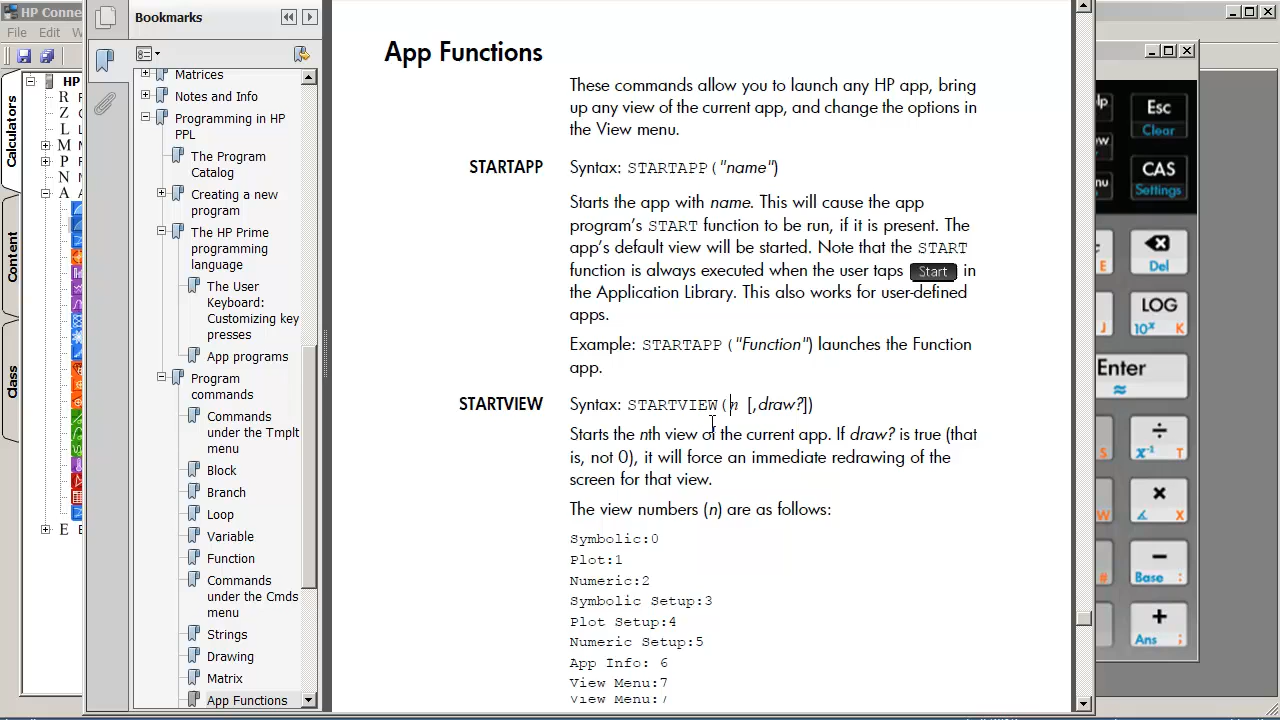 HP Conne
File Edit W
Calculators
Content
Class
HP
R
Z
L
M
P
N
A
E
Bookmarks
Matrices
Notes and Info
Programming in HP
PPL
The Program
Catalog
Creating a new
program
The HP Prime
programming
language
The User
Keyboard:
Customizing key
presses
App programs
Program
commands
Commands
under the Tmplt
menu
Block
Branch
Loop
Variable
Function
Commands
under the Cmds
menu
Strings
Drawing
Matrix
App Functions
App Functions
These commands allow you to launch any HP app, bring
up any view of the current app, and change the options in
the View menu.
STARTAPP Syntax: STARTAPP("name")
Starts the app with name. This will cause the app
program's START function to be run, if it is present. The
app's default view will be started. Note that the START
function is always executed when the user taps Start in
the Application Library. This also works for user-defined
apps.
Example: STARTAPP("Function") launches the Function
app.
STARTVIEW Syntax: STARTVIEW(n [,draw?])
Starts the nth view of the current app. If draw? is true (that
is, not 0), it will force an immediate redrawing of the
screen for that view.
The view numbers (n) are as follows:
Symbolic:0
Plot:1
Numeric:2
Symbolic Setup:3
Plot Setup:4
Numeric Setup:5
App Info: 6
View Menu:7
View Menu:7
Esc
Clear
CAS
Settings
Del
E
LOG
10ˣ K
J
Enter
≈
÷
x⁻¹ T
S
×
∡ X
W
−
Base :
#
+
Ans ;